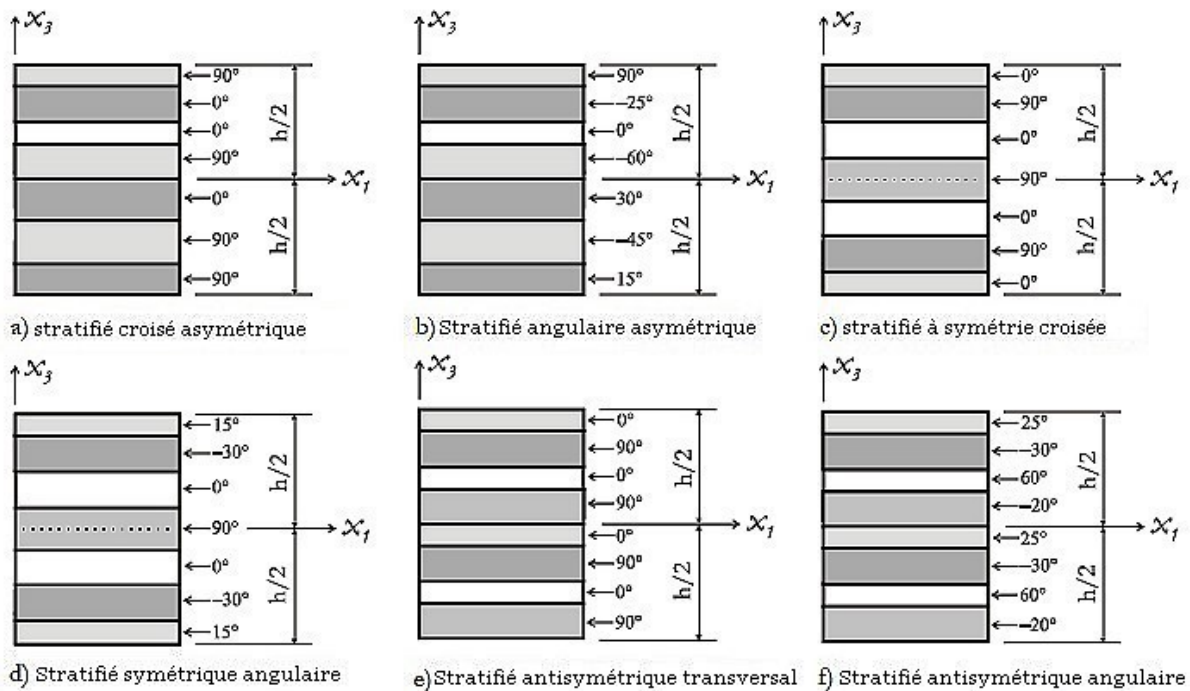 x₃
90°
0°
0°
90°
0°
90°
90°
h/2
h/2
x₁
a) stratifié croisé asymétrique
x₃
90°
–25°
0°
–60°
30°
–45°
15°
h/2
h/2
x₁
b) Stratifié angulaire asymétrique
x₃
0°
90°
0°
90°
0°
90°
0°
h/2
h/2
x₁
c) stratifié à symétrie croisée
x₃
15°
–30°
0°
90°
0°
–30°
15°
h/2
h/2
x₁
d) Stratifié symétrique angulaire
x₃
0°
90°
0°
90°
0°
90°
0°
90°
h/2
h/2
e) Stratifié antisymétrique transversal
x₃
25°
–30°
60°
–20°
25°
–30°
60°
–20°
h/2
h/2
x₁
f) Stratifié antisymétrique angulaire